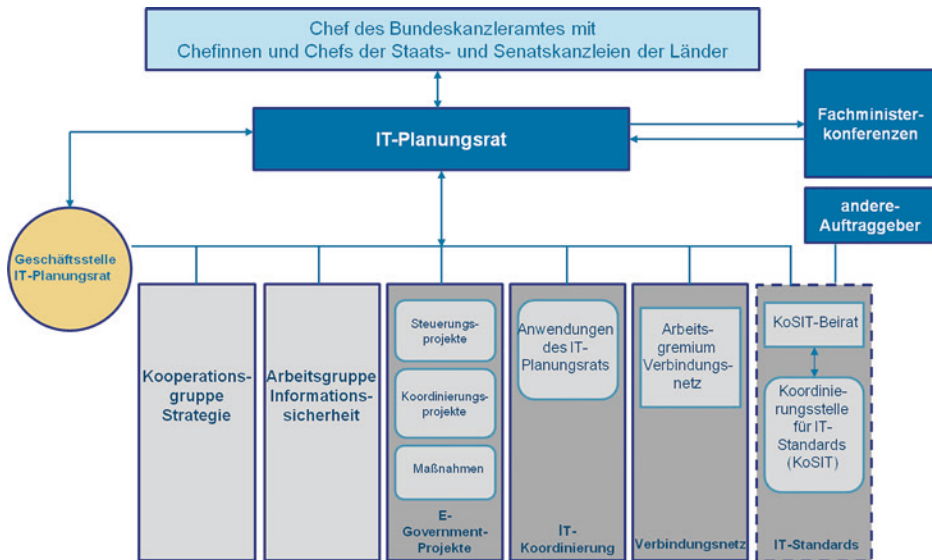 Chef des Bundeskanzleramtes mit
Chefinnen und Chefs der Staats- und Senatskanzleien der Länder
IT-Planungsrat
Fachminister-
konferenzen
andere-
Auftraggeber
Geschäftsstelle
IT-Planungsrat
Kooperations-
gruppe
Strategie
Arbeitsgruppe
Informations-
sicherheit
Steuerungs-
projekte
Koordinierungs-
projekte
Maßnahmen
E-
Government-
Projekte
Anwendungen
des IT-
Planungsrats
IT-
Koordinierung
Arbeits-
gremium
Verbindungs-
netz
Verbindungsnetz
KoSIT-Beirat
Koordinie-
rungsstelle
für IT-
Standards
(KoSIT)
IT-Standards